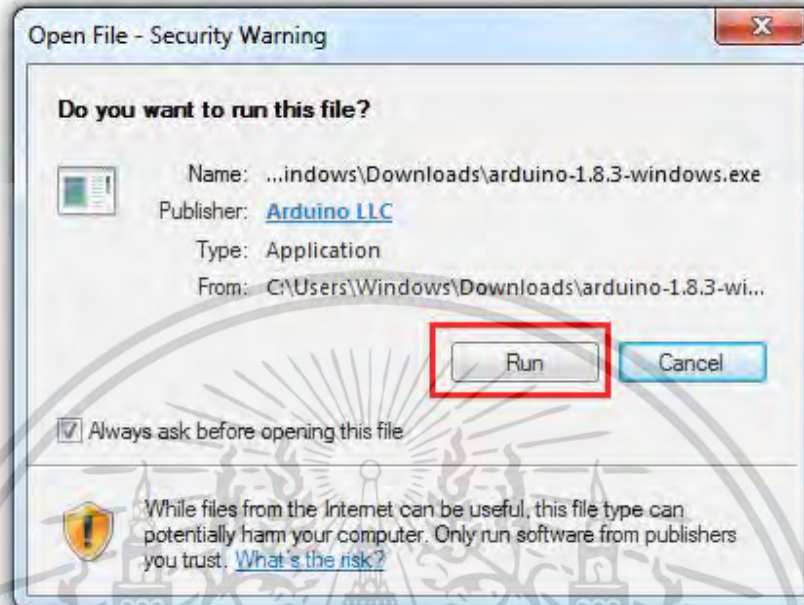 Open File - Security Warning
Do you want to run this file?
Name: ...indows\Downloads\arduino-1.8.3-windows.exe
Publisher: Arduino LLC
Type: Application
From: C:\Users\Windows\Downloads\arduino-1.8.3-wi...
Run Cancel
Always ask before opening this file
While files from the Internet can be useful, this file type can
potentially harm your computer. Only run software from publishers
you trust. What's the risk?